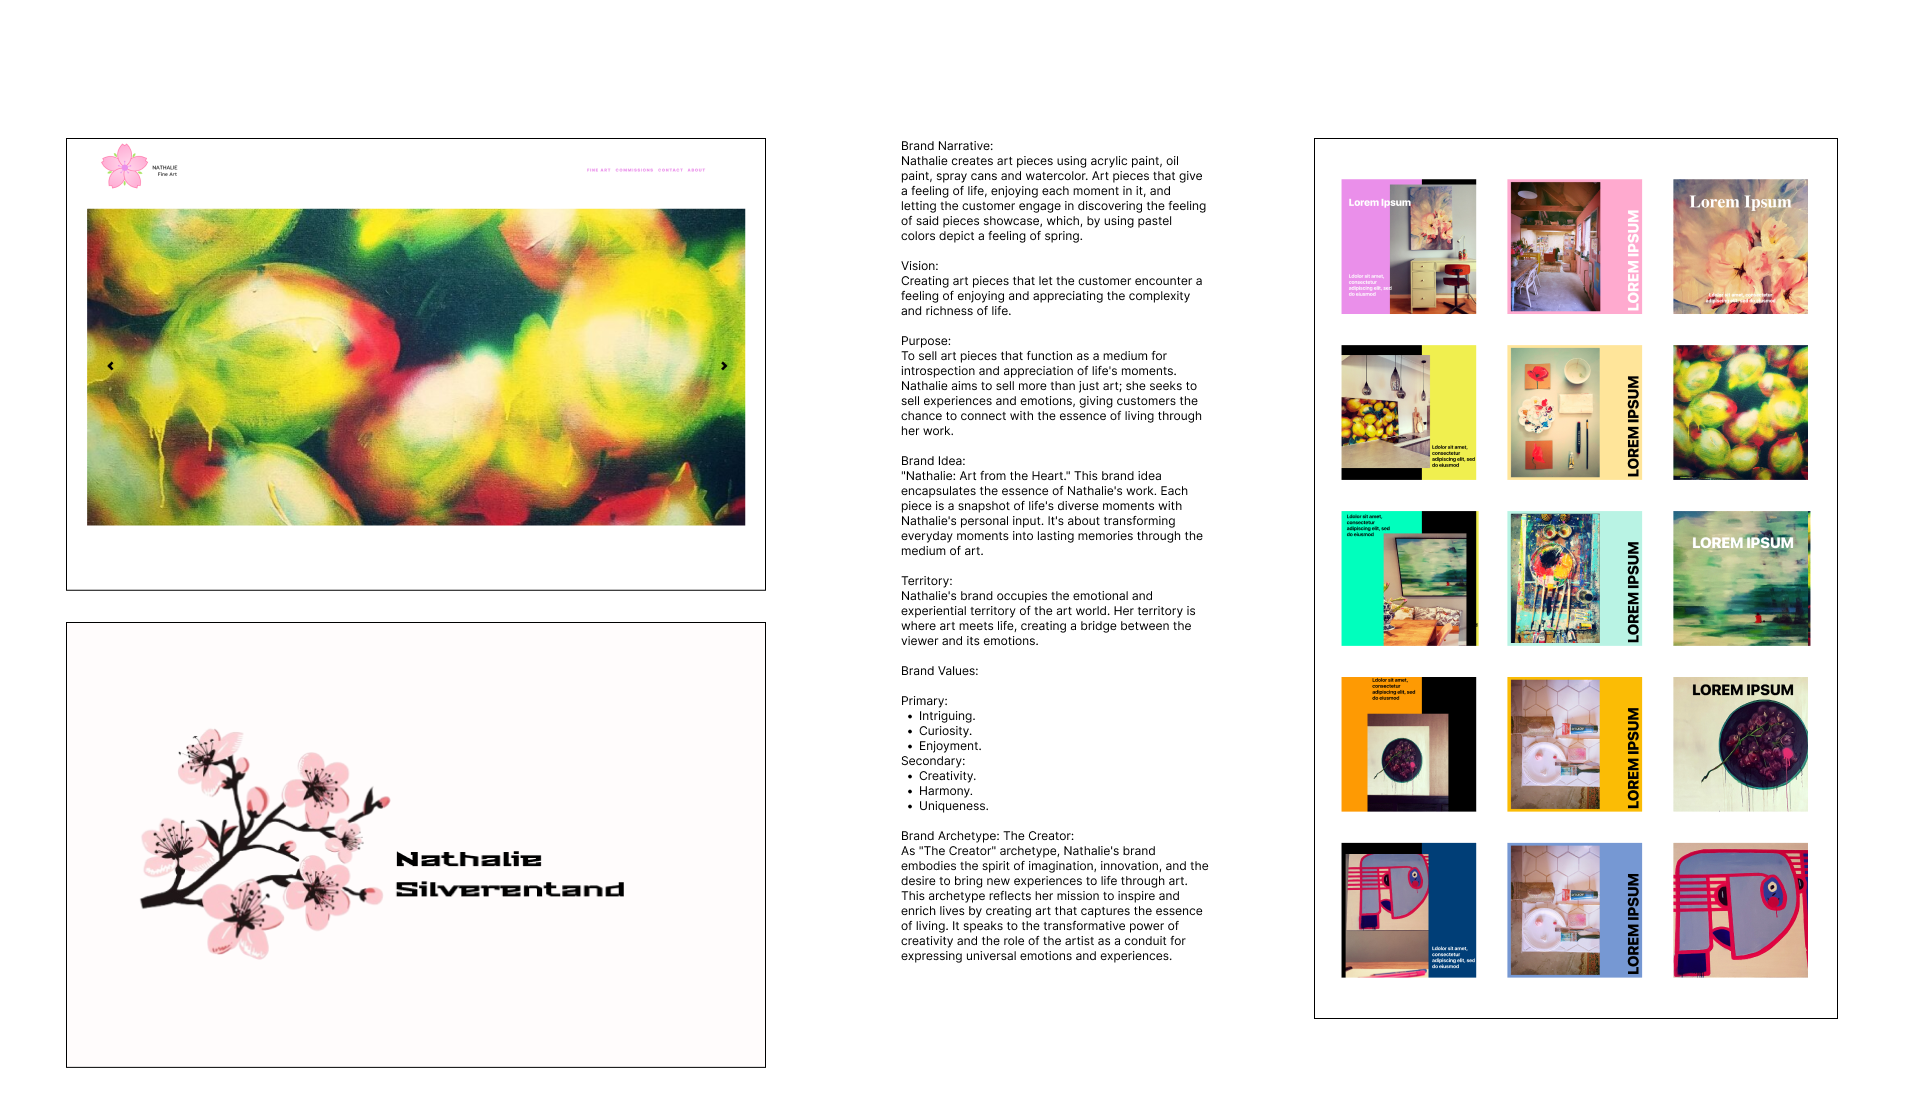 NATHALIE
Fine Art
FINE ART COMMISSIONS CONTACT ABOUT
Nathalie
Silverentand
Brand Narrative:
Nathalie creates art pieces using acrylic paint, oil
paint, spray cans and watercolor. Art pieces that give
a feeling of life, enjoying each moment in it, and
letting the customer engage in discovering the feeling
of said pieces showcase, which, by using pastel
colors depict a feeling of spring.
Vision:
Creating art pieces that let the customer encounter a
feeling of enjoying and appreciating the complexity
and richness of life.
Purpose:
To sell art pieces that function as a medium for
introspection and appreciation of life's moments.
Nathalie aims to sell more than just art; she seeks to
sell experiences and emotions, giving customers the
chance to connect with the essence of living through
her work.
Brand Idea:
"Nathalie: Art from the Heart." This brand idea
encapsulates the essence of Nathalie's work. Each
piece is a snapshot of life's diverse moments with
Nathalie's personal input. It's about transforming
everyday moments into lasting memories through the
medium of art.
Territory:
Nathalie's brand occupies the emotional and
experiential territory of the art world. Her territory is
where art meets life, creating a bridge between the
viewer and its emotions.
Brand Values:
Primary:
• Intriguing.
• Curiosity.
• Enjoyment.
Secondary:
• Creativity.
• Harmony.
• Uniqueness.
Brand Archetype: The Creator:
As "The Creator" archetype, Nathalie's brand
embodies the spirit of imagination, innovation, and the
desire to bring new experiences to life through art.
This archetype reflects her mission to inspire and
enrich lives by creating art that captures the essence
of living. It speaks to the transformative power of
creativity and the role of the artist as a conduit for
expressing universal emotions and experiences.
Lorem Ipsum
Ldolor sit amet,
consectetur
adipiscing elit, sed
do eiusmod
LOREM IPSUM
Lorem Ipsum
Ldolor sit amet, consectetur
adipiscing elit, sed do eiusmod
Ldolor sit amet,
consectetur
adipiscing elit, sed
do eiusmod
LOREM IPSUM
Ldolor sit amet,
consectetur
adipiscing elit, sed
do eiusmod
LOREM IPSUM
LOREM IPSUM
Ldolor sit amet,
consectetur
adipiscing elit, sed
do eiusmod
LOREM IPSUM
LOREM IPSUM
Ldolor sit amet,
consectetur
adipiscing elit, sed
do eiusmod
LOREM IPSUM